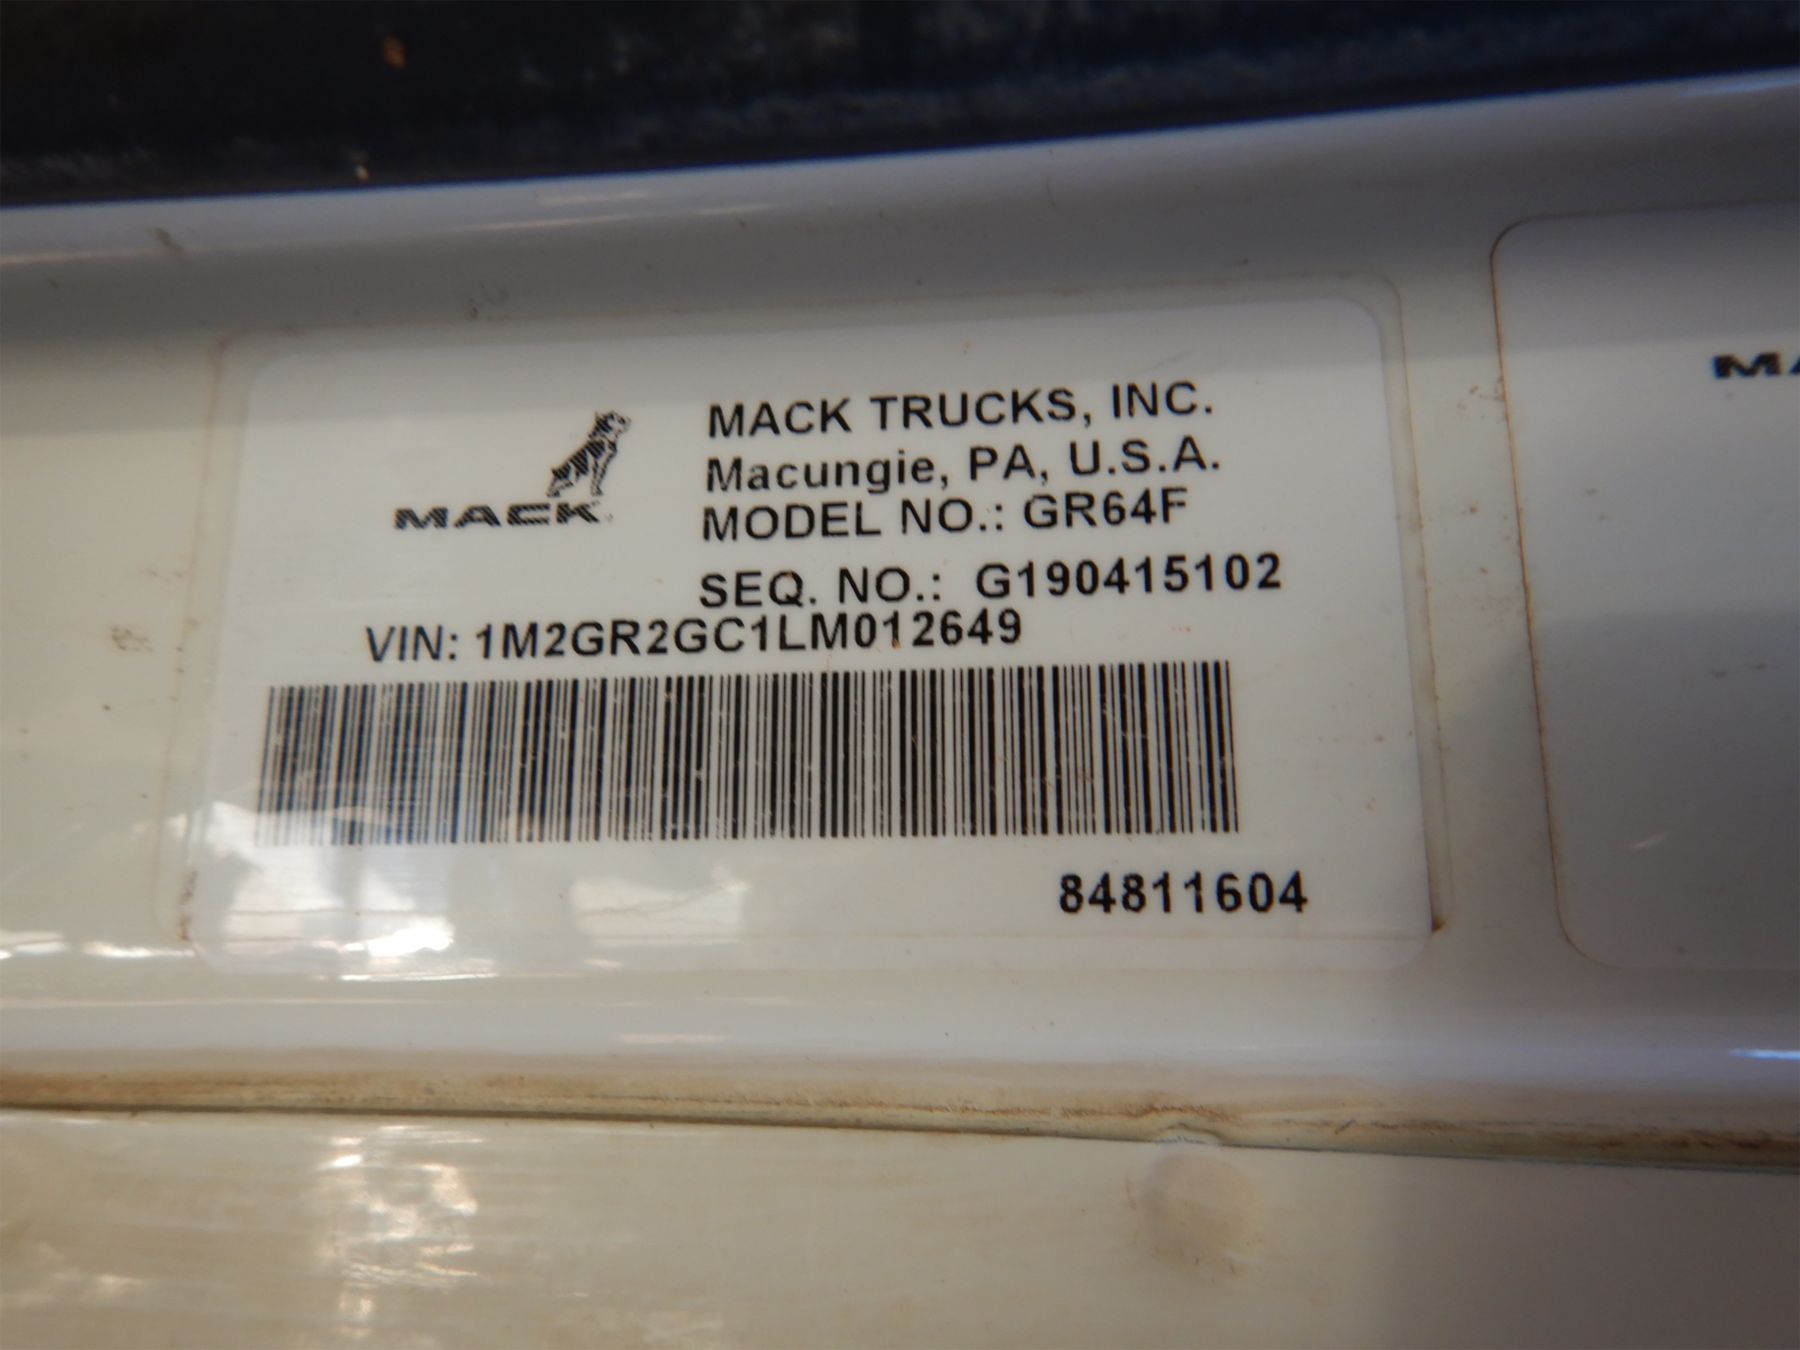 MACK
MACK TRUCKS, INC.
Macungie, PA, U.S.A.
MODEL NO.: GR64F
SEQ. NO.: G190415102
VIN: 1M2GR2GC1LM012649
84811604